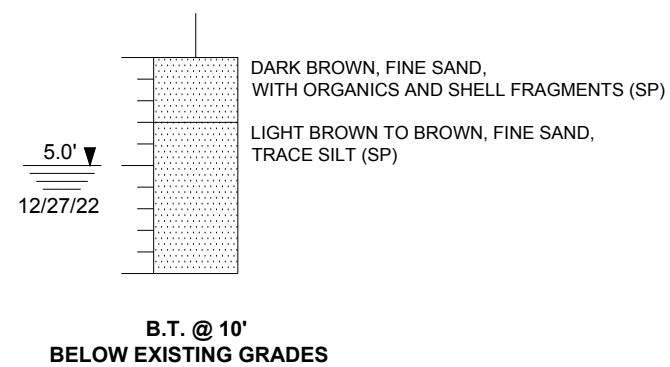 DARK BROWN, FINE SAND,
WITH ORGANICS AND SHELL FRAGMENTS (SP)
LIGHT BROWN TO BROWN, FINE SAND,
TRACE SILT (SP)
5.0'
12/27/22
B.T. @ 10'
BELOW EXISTING GRADES